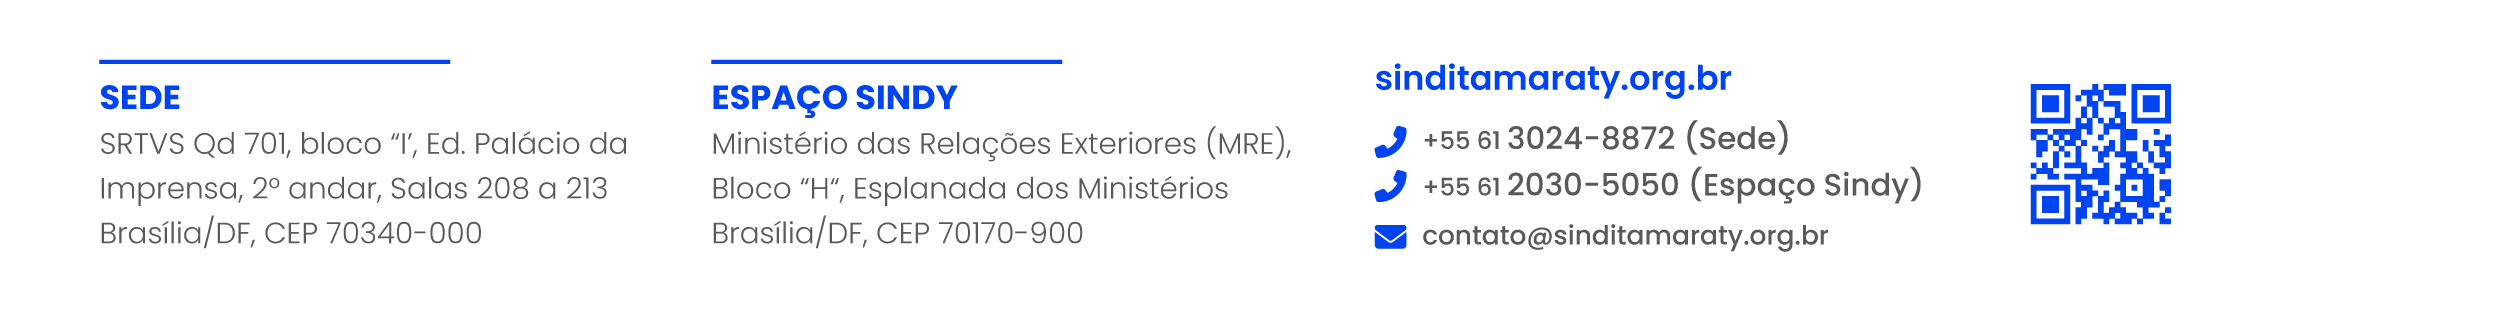 SEDE
SRTVS Qd 701, bloco “I”, Ed. Palácio da
Imprensa, 2º andar, Salas 208 a 213
Brasília/DF, CEP 70340-000
ESPAÇO SINDY
Ministério das Relações Exteriores (MRE),
Bloco “H”, Esplanada dos Ministérios
Brasília/DF, CEP 70170-900
sinditamaraty.org.br
+55 61 3024-8872 (Sede)
+55 61 2030-5050 (Espaço Sindy)
contato@sinditamaraty.org.br